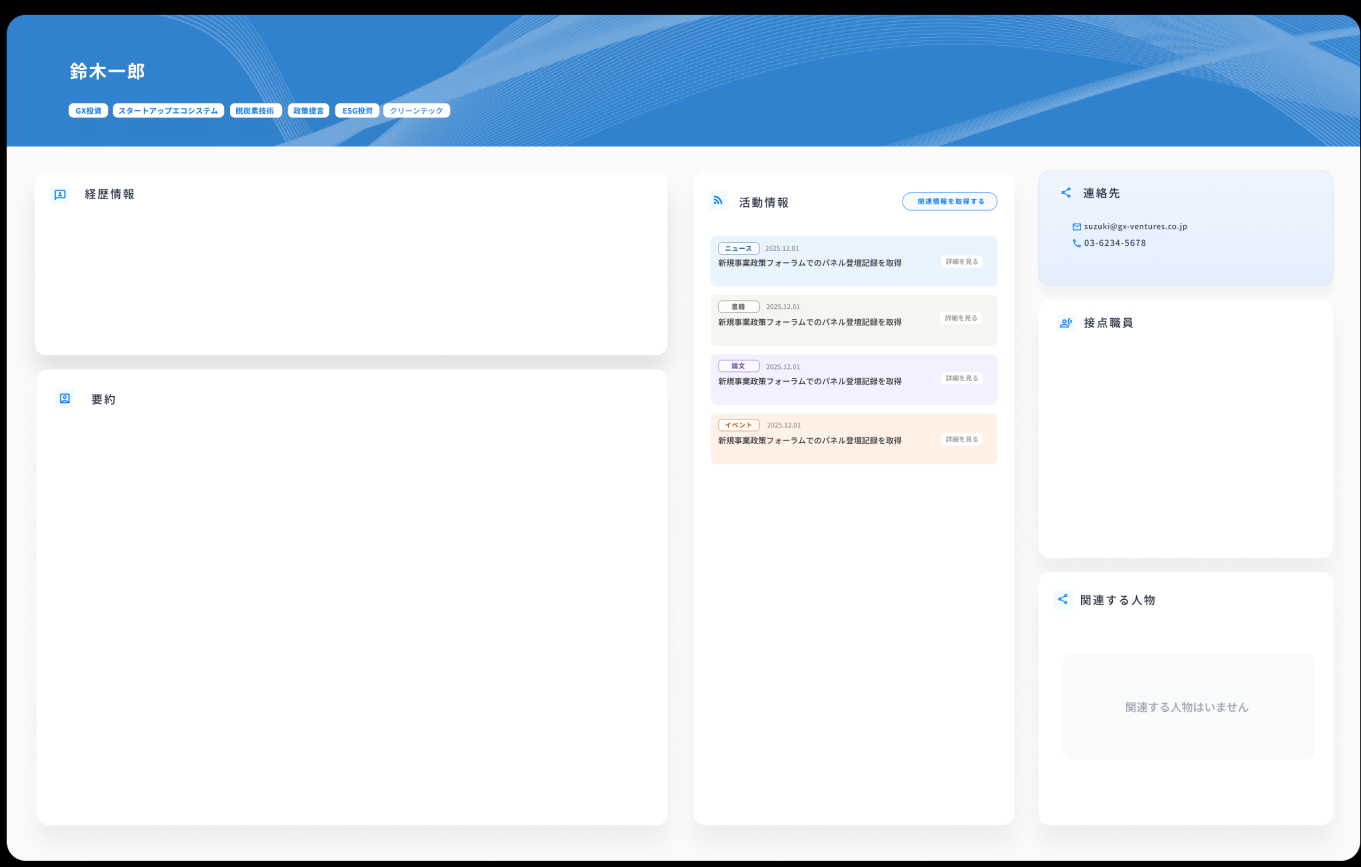 鈴木一郎
GX投資 スタートアップエコシステム 脱炭素技術 政策提言 ESG投資 クリーンテック
経歴情報
要約
活動情報
関連情報を取得する
ニュース 2025.12.01
新規事業政策フォーラムでのパネル登壇記録を取得
詳細を見る
書籍 2025.12.01
新規事業政策フォーラムでのパネル登壇記録を取得
詳細を見る
論文 2025.12.01
新規事業政策フォーラムでのパネル登壇記録を取得
詳細を見る
イベント 2025.12.01
新規事業政策フォーラムでのパネル登壇記録を取得
詳細を見る
連絡先
suzuki@gx-ventures.co.jp
03-6234-5678
接点職員
関連する人物
関連する人物はいません